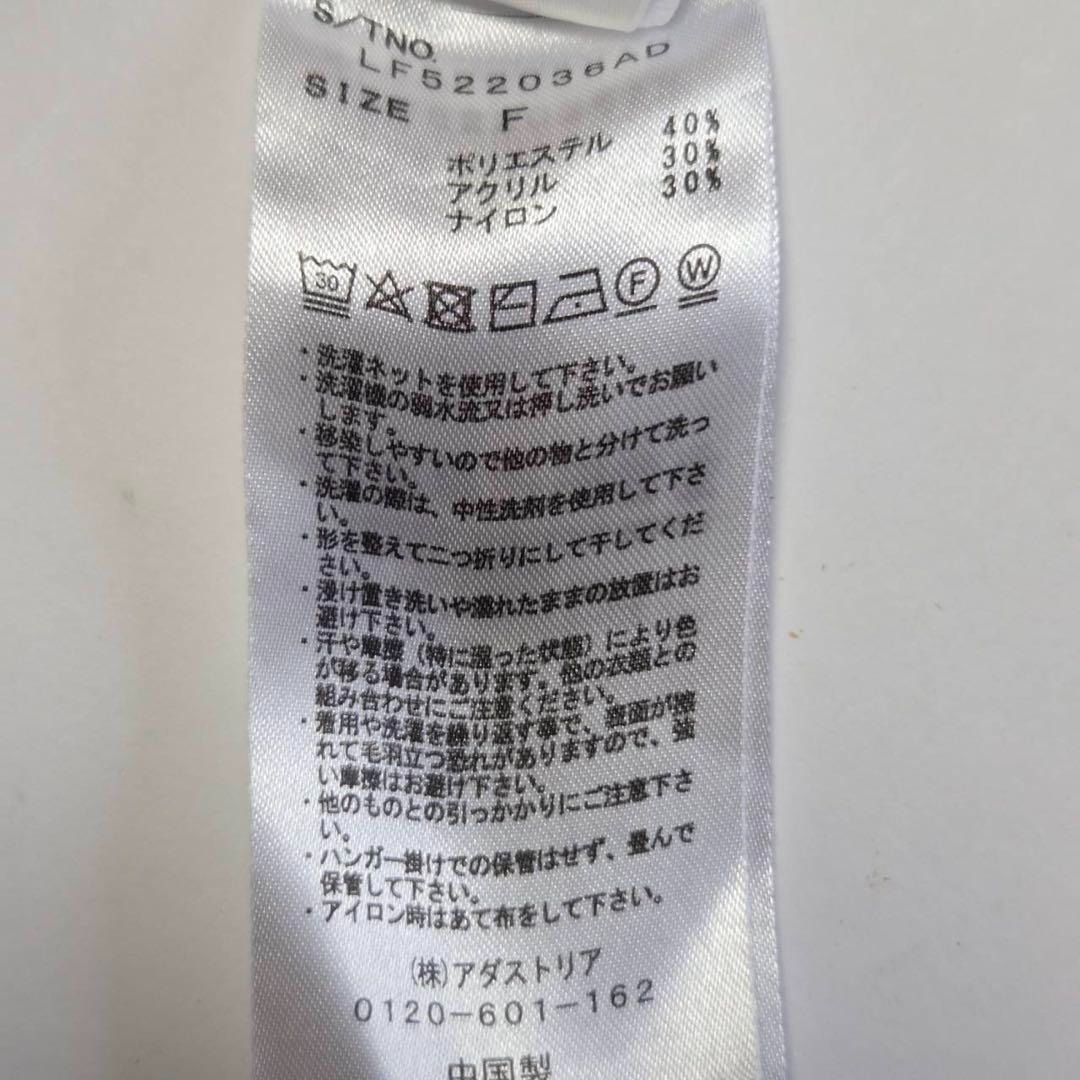 S/TNO.
LF522036AD
SIZE F
ポリエステル 40%
アクリル 30%
ナイロン 30%
30 F W
・洗濯ネットを使用して下さい。
・洗濯機の弱水流又は押し洗いでお願い
します。
・移染しやすいので他の物と分けて洗っ
て下さい。
・洗濯の際は、中性洗剤を使用して下さ
い。
・形を整えて二つ折りにして干してくだ
さい。
・浸け置き洗いや濡れたままの放置はお
避け下さい。
・汗や摩擦(特に湿った状態)により色
が移る場合があります。他の衣類との
組み合わせにご注意ください。
・着用や洗濯を繰り返す事で、表面が擦
れて毛羽立つ恐れがありますので、強
い摩擦はお避け下さい。
・他のものとの引っかかりにご注意下さ
い。
・ハンガー掛けでの保管はせず、畳んで
保管して下さい。
・アイロン時はあて布をして下さい。
(株)アダストリア
0120-601-162
中国製